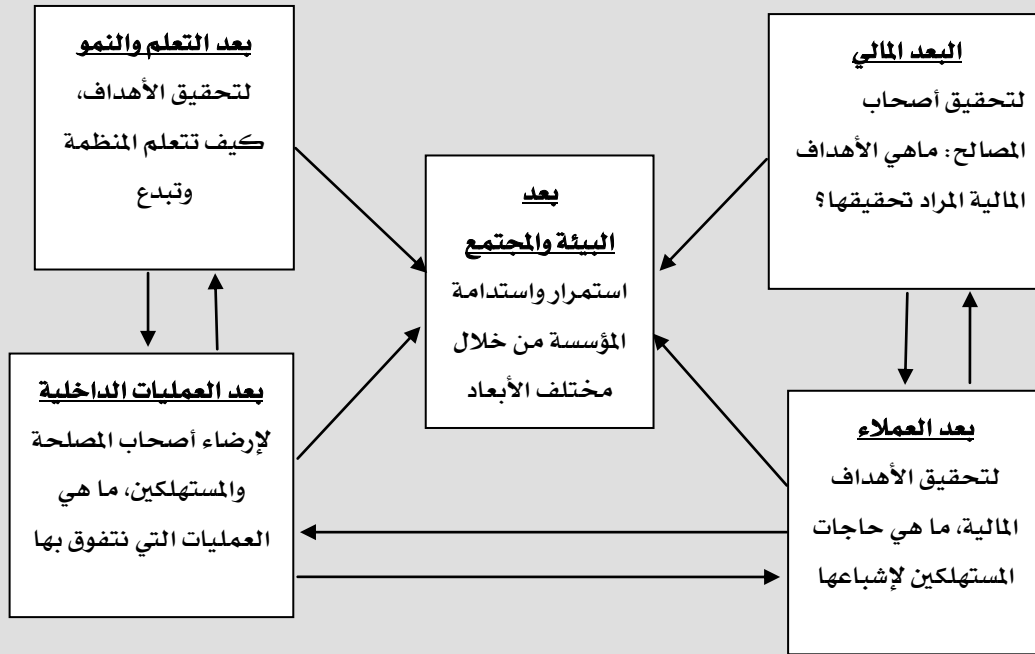 البعد المالي
لتحقيق أصحاب
المصالح: ماهي الأهداف
المالية المراد تحقيقها؟
بعد التعلم والنمو
لتحقيق الأهداف،
كيف تتعلم المنظمة
وتبدع
بعد
البيئة والمجتمع
استمرار واستدامة
المؤسسة من خلال
مختلف الأبعاد
بعد العملاء
لتحقيق الأهداف
المالية، ما هي حاجات
المستهلكين لإشباعها
بعد العمليات الداخلية
لإرضاء أصحاب المصلحة
والمستهلكين، ما هي
العمليات التي نتفوق بها